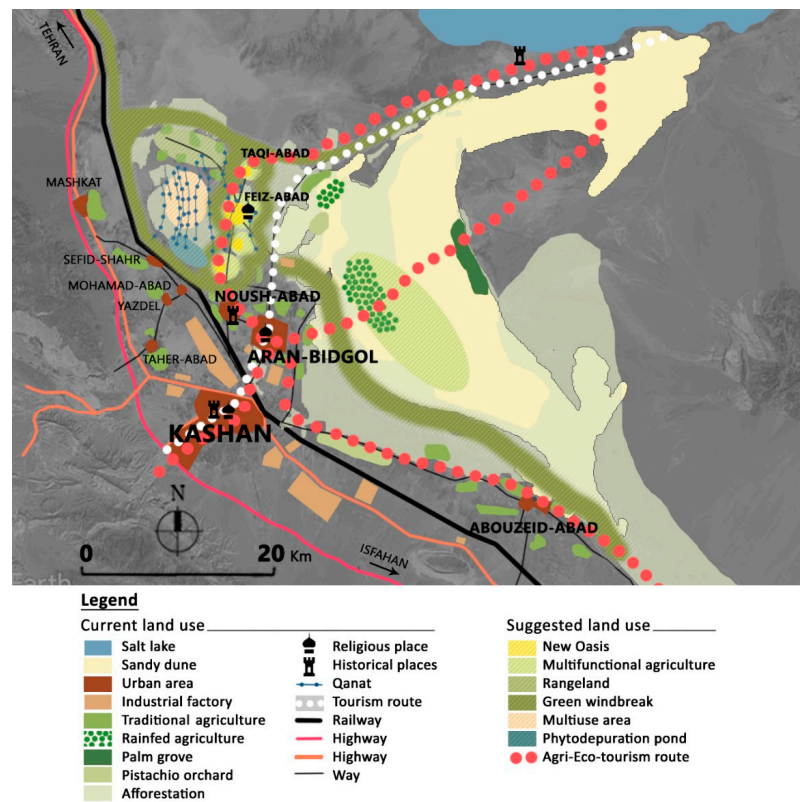 TEHRAN
TAQI-ABAD
MASHKAT
FEIZ-ABAD
SEFID-SHAHR
MOHAMAD-ABAD
NOUSH-ABAD
YAZDEL
TAHER-ABAD
ARAN-BIDGOL
KASHAN
N
ABOUZEID-ABAD
0 20 Km
ISFAHAN
Earth
Legend
Current land use
Salt lake
Sandy dune
Urban area
Industrial factory
Traditional agriculture
Rainfed agriculture
Palm grove
Pistachio orchard
Afforestation
Religious place
Historical places
Qanat
Tourism route
Railway
Highway
Highway
Way
Suggested land use
New Oasis
Multifunctional agriculture
Rangeland
Green windbreak
Multiuse area
Phytodepuration pond
Agri-Eco-tourism route